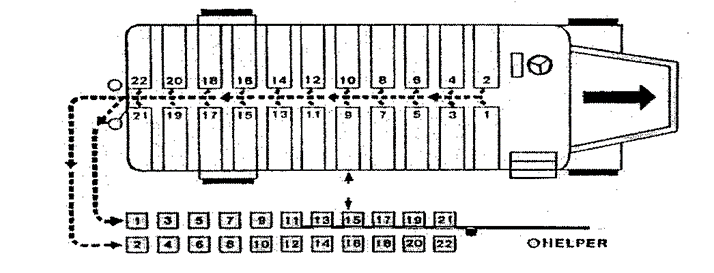 22 20 18 16 14 12 10 8 6 4 2
21 19 17 15 13 11 9 7 5 3 1
1 3 5 7 9 11 13 15 17 19 21
2 4 6 8 10 12 14 16 18 20 22
HELPER